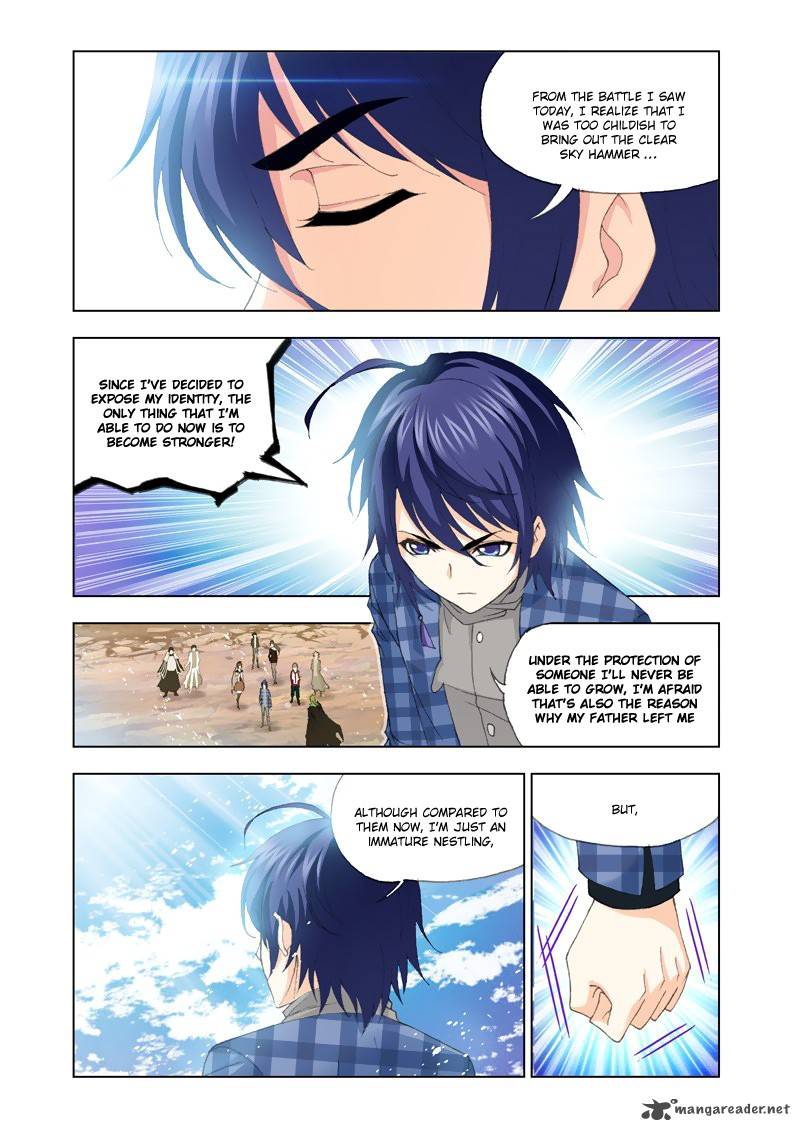 FROM THE BATTLE I SAW
TODAY, I REALIZE THAT I
WAS TOO CHILDISH TO
BRING OUT THE CLEAR
SKY HAMMER ...
SINCE I'VE DECIDED TO
EXPOSE MY IDENTITY, THE
ONLY THING THAT I'M
ABLE TO DO NOW IS TO
BECOME STRONGER!
UNDER THE PROTECTION OF
SOMEONE I'LL NEVER BE
ABLE TO GROW, I'M AFRAID
THAT'S ALSO THE REASON
WHY MY FATHER LEFT ME
ALTHOUGH COMPARED TO
THEM NOW, I'M JUST AN
IMMATURE NESTLING,
BUT,
mangareader.net